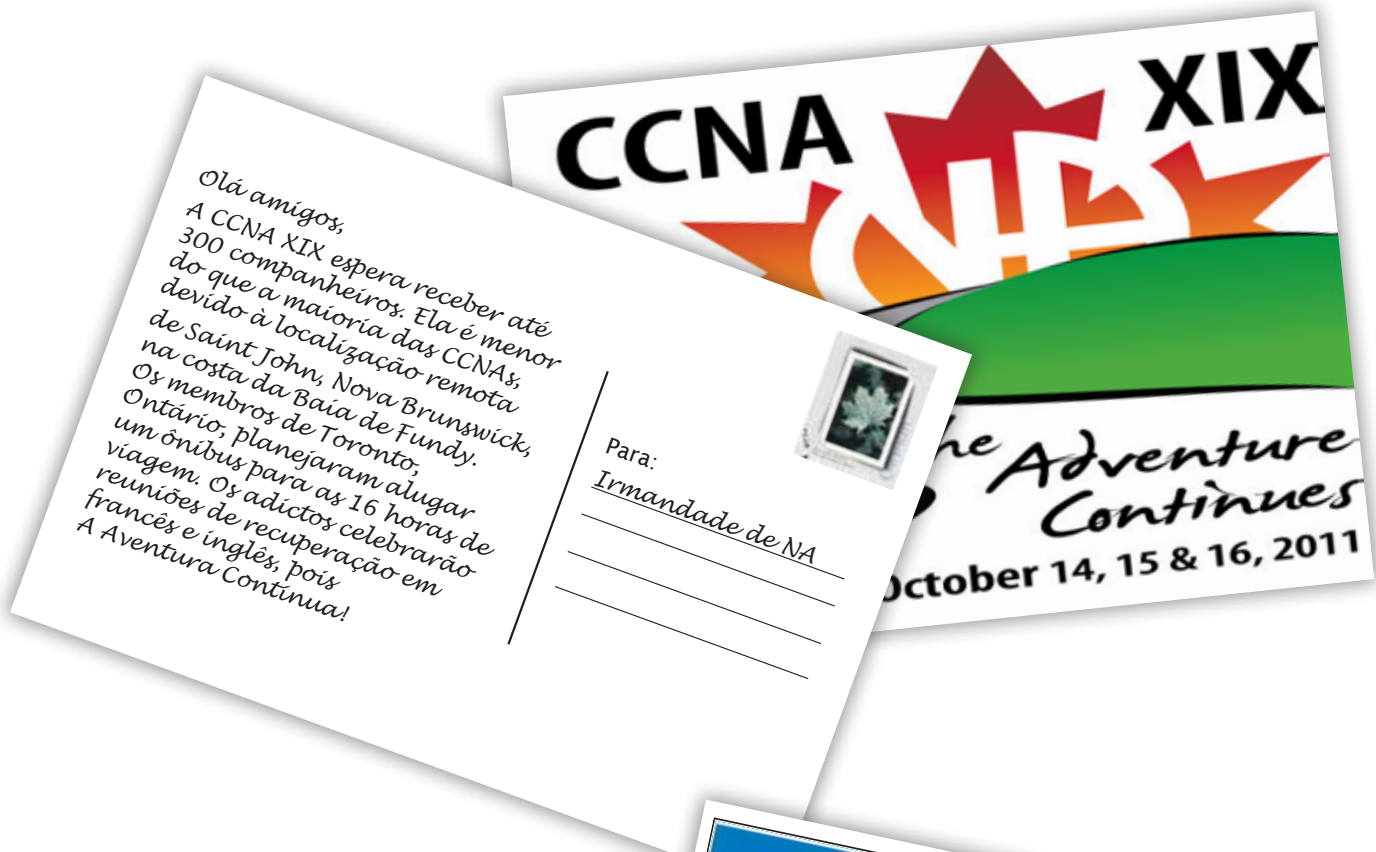 CCNA XIX
Olá amigos,
A CCNA XIX espera receber até
300 companheiros. Ela é menor
do que a maioria das CCNAs,
devido à localização remota
de Saint John, Nova Brunswick,
na costa da Baía de Fundy.
Os membros de Toronto,
Ontário, planejaram alugar
um ônibus para as 16 horas de
viagem. Os adictos celebrarão
reuniões de recuperação em
francês e inglês, pois
A Aventura Continua!
Para:
Irmandade de NA
he Adventure
Continues
October 14, 15 & 16, 2011